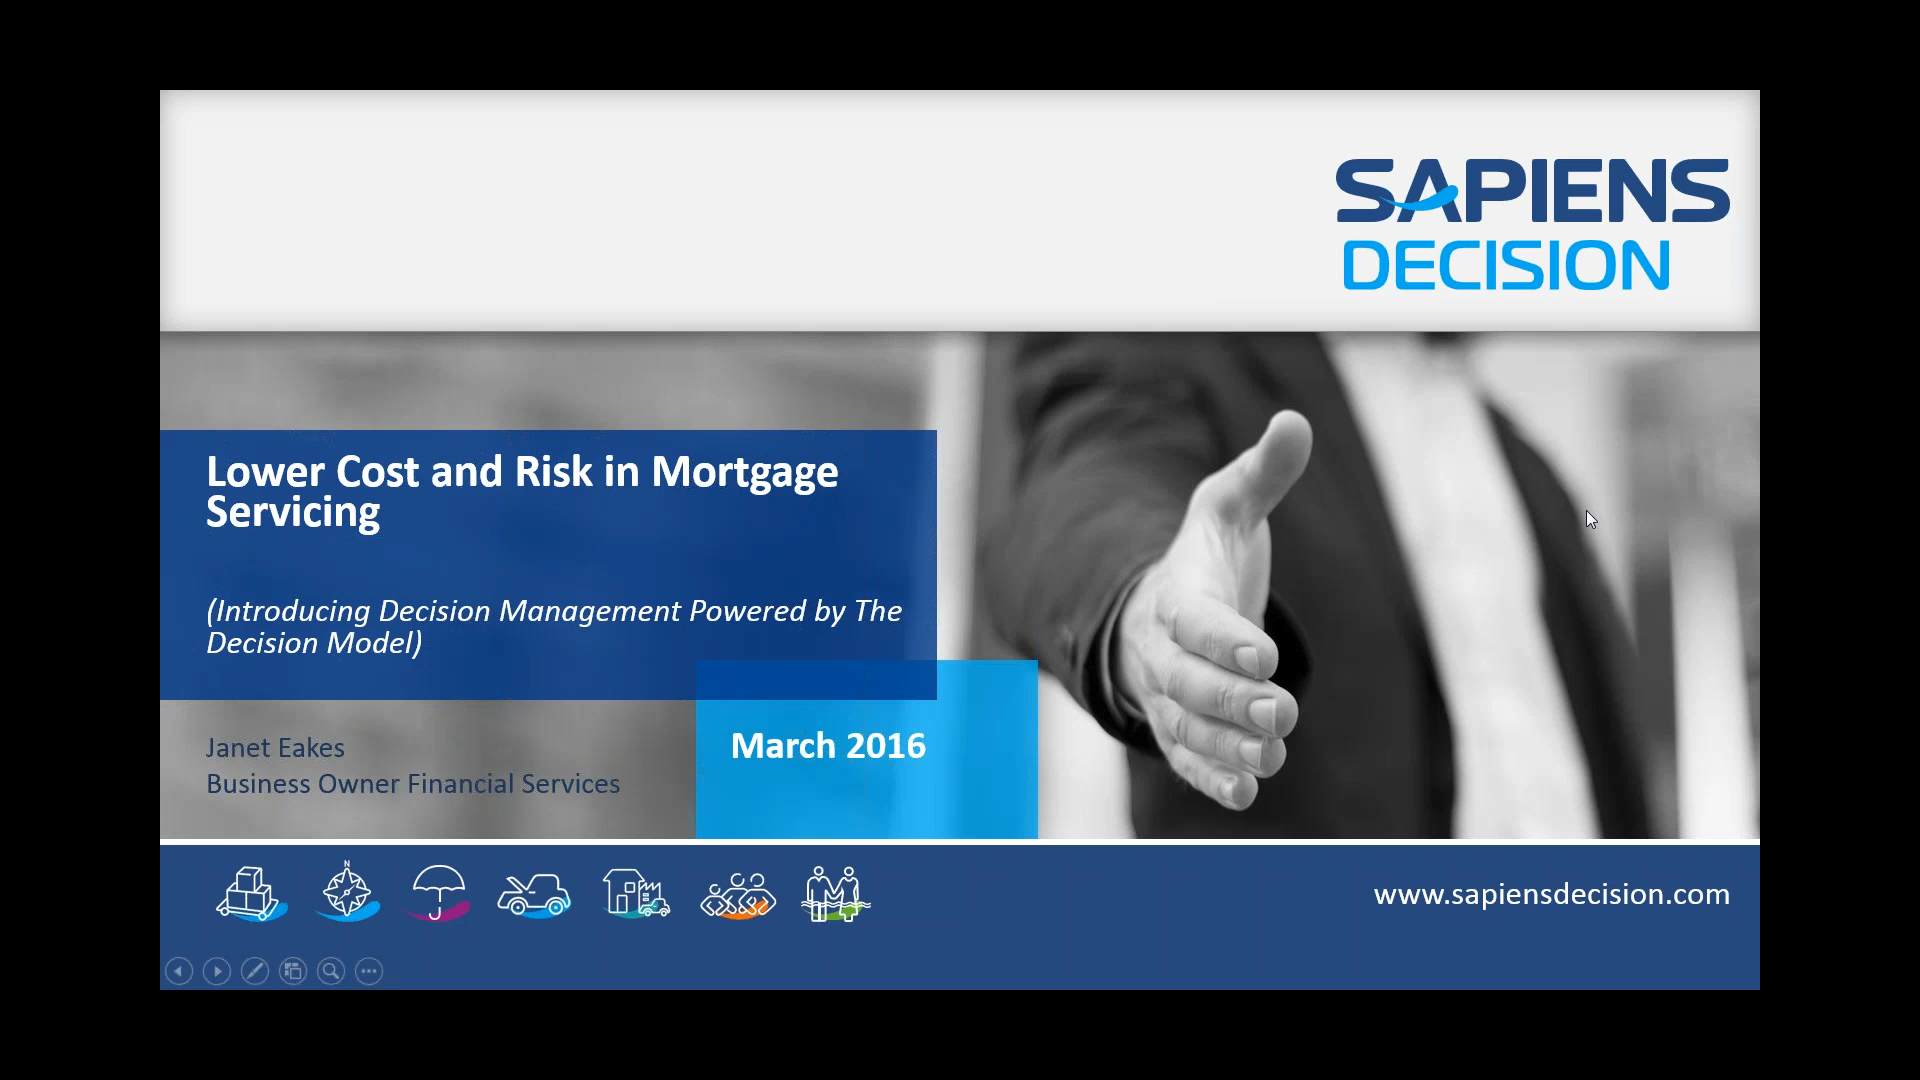 SAPIENS
DECISION
Lower Cost and Risk in Mortgage
Servicing
(Introducing Decision Management Powered by The
Decision Model)
Janet Eakes
Business Owner Financial Services
March 2016
N
www.sapiensdecision.com